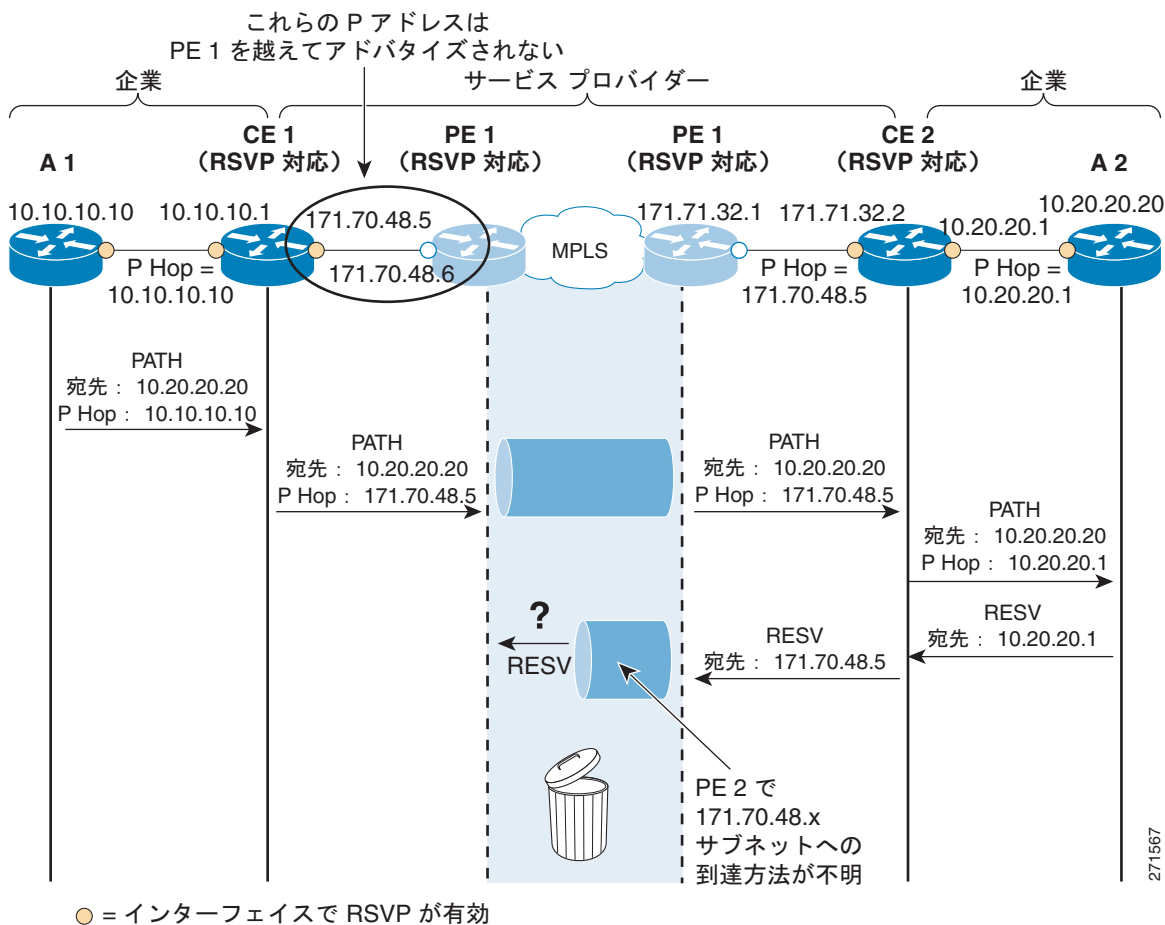 これらの P アドレスは
PE 1 を越えてアドバタイズされない
企業
サービス プロバイダー
企業
A 1
CE 1
（RSVP 対応）
PE 1
（RSVP 対応）
PE 1
（RSVP 対応）
CE 2
（RSVP 対応）
A 2
10.10.10.10
10.10.10.1
171.70.48.5
171.70.48.6
MPLS
171.71.32.1
171.71.32.2
10.20.20.1
10.20.20.20
P Hop =
10.10.10.10
P Hop =
171.70.48.5
P Hop =
10.20.20.1
PATH
宛先： 10.20.20.20
P Hop： 10.10.10.10
PATH
宛先： 10.20.20.20
P Hop： 171.70.48.5
PATH
宛先： 10.20.20.20
P Hop： 171.70.48.5
PATH
宛先： 10.20.20.20
P Hop： 10.20.20.1
RESV
宛先： 10.20.20.1
RESV
宛先： 171.70.48.5
?
RESV
PE 2 で
171.70.48.x
サブネットへの
到達方法が不明
271567
= インターフェイスで RSVP が有効